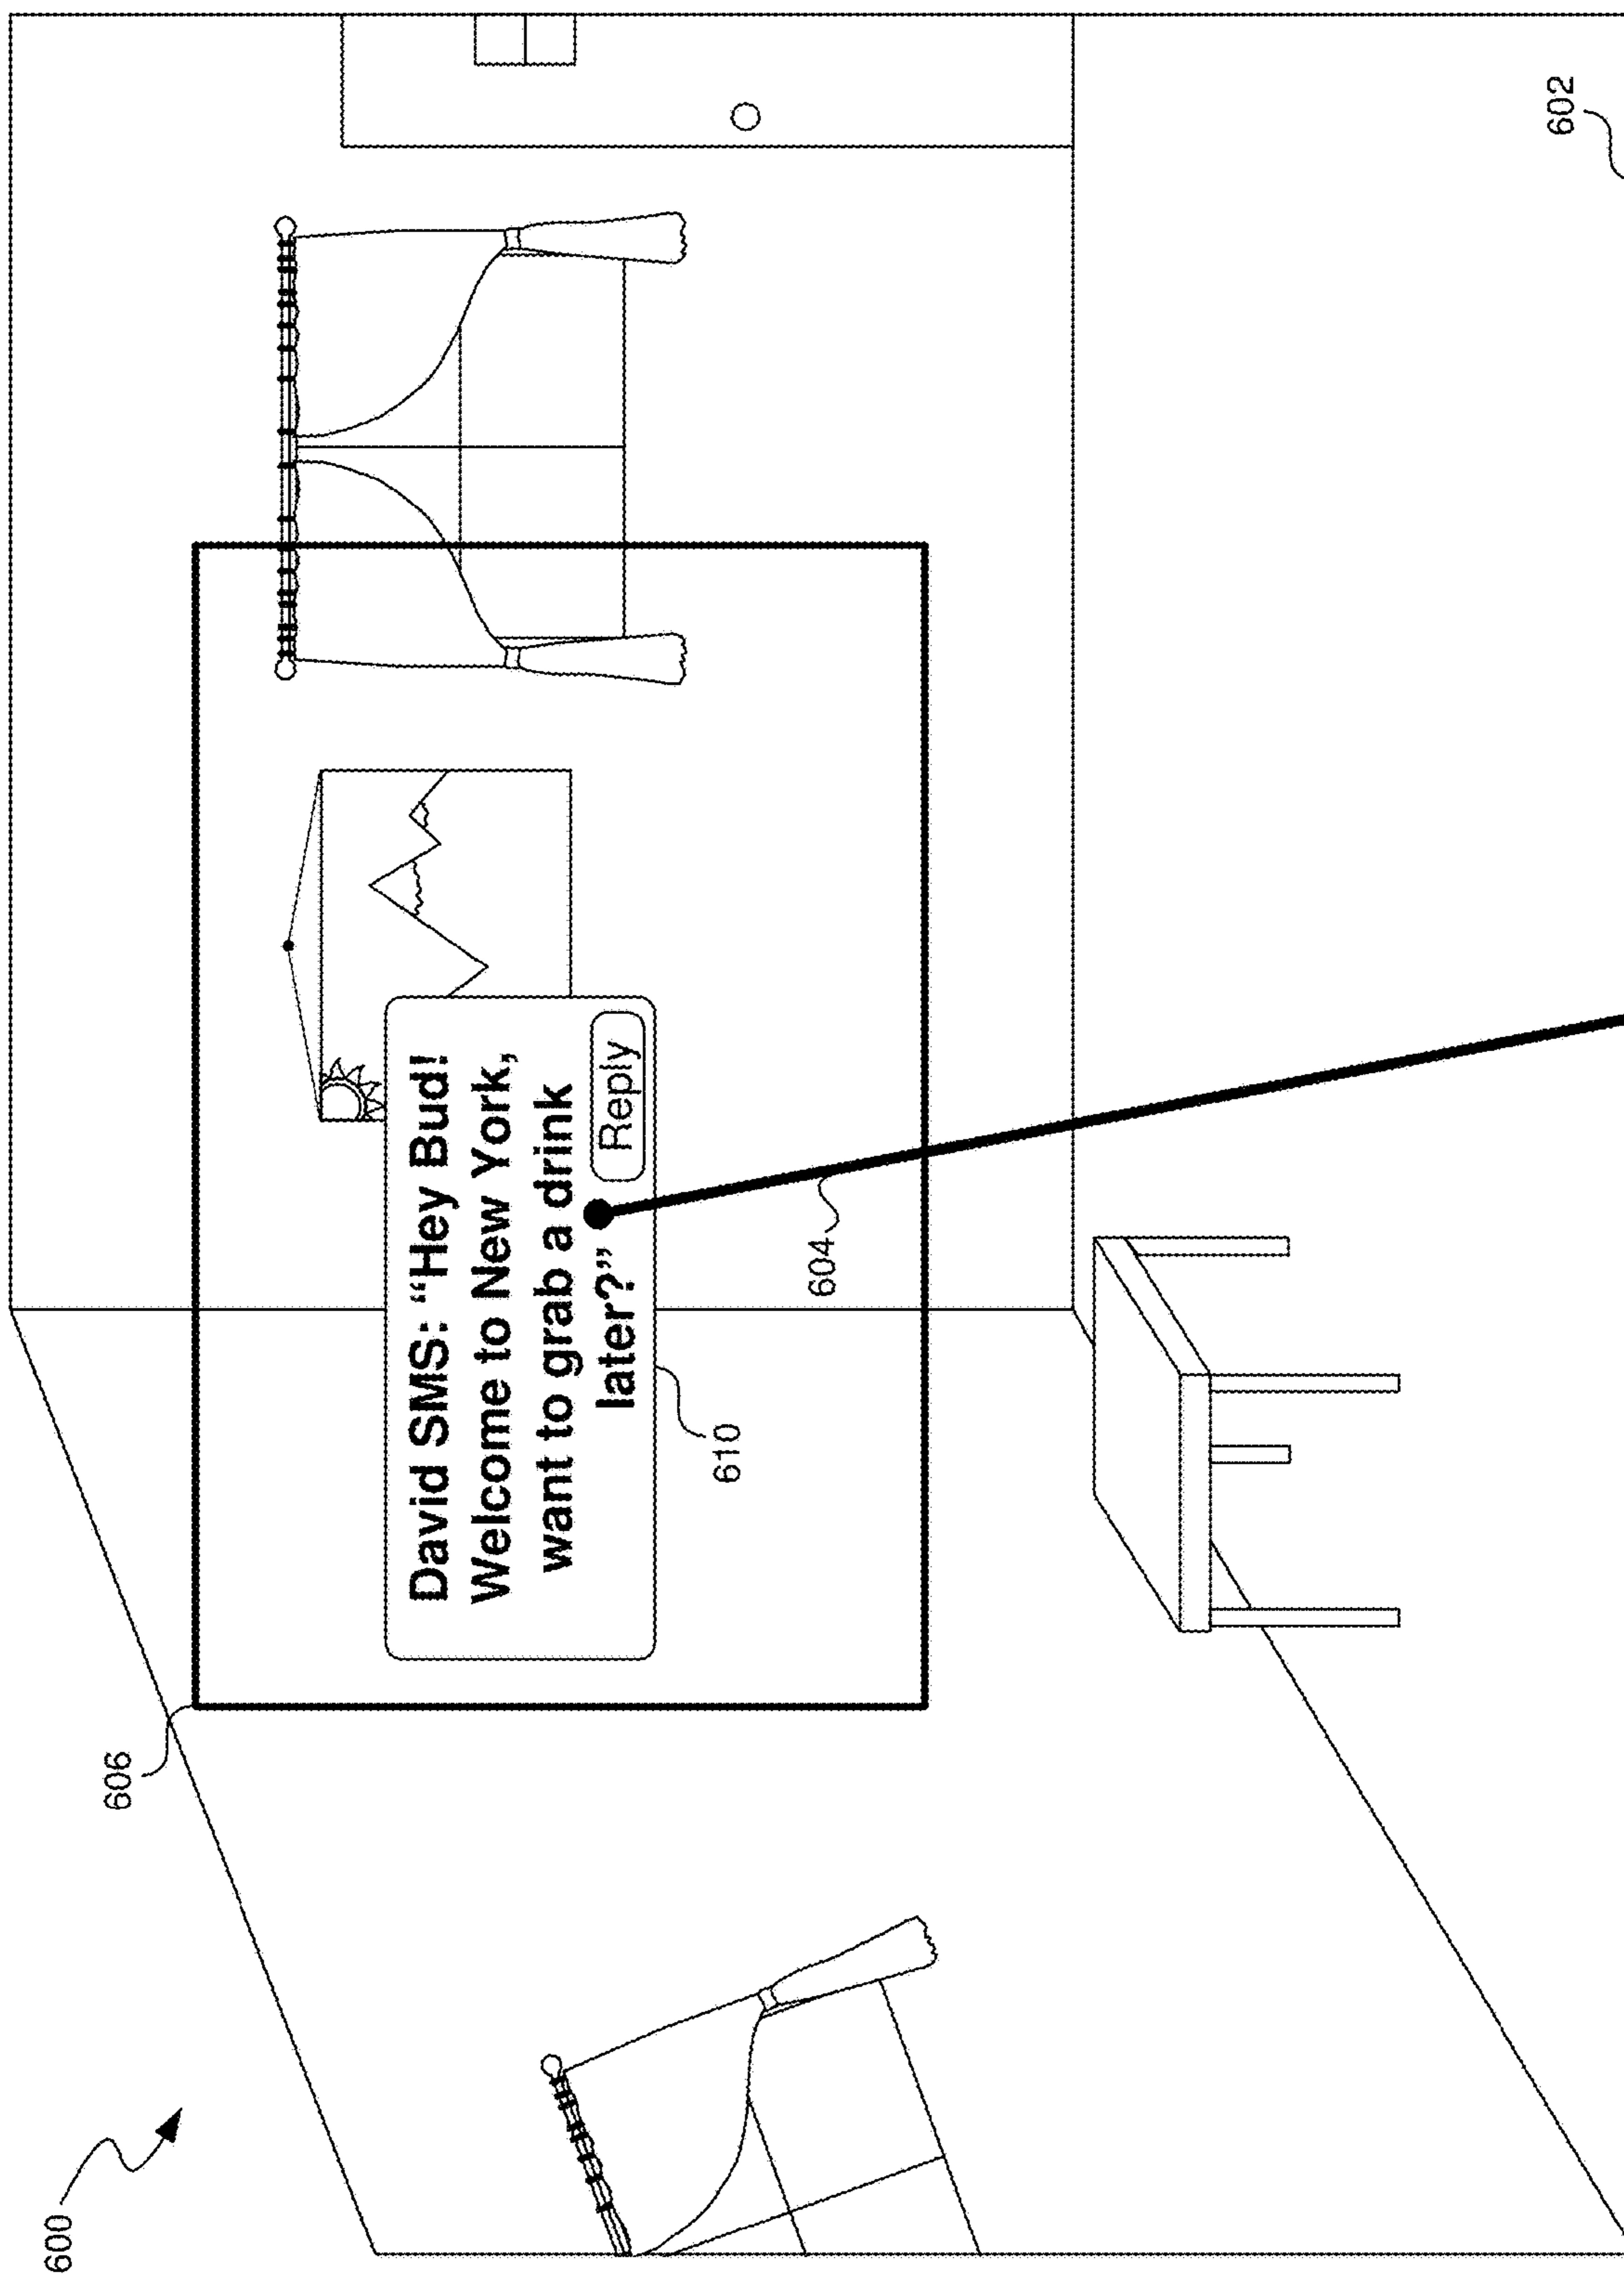 600
606
David SMS: “Hey Bud!
Welcome to New York,
want to grab a drink
later?”
Reply
610
604
602